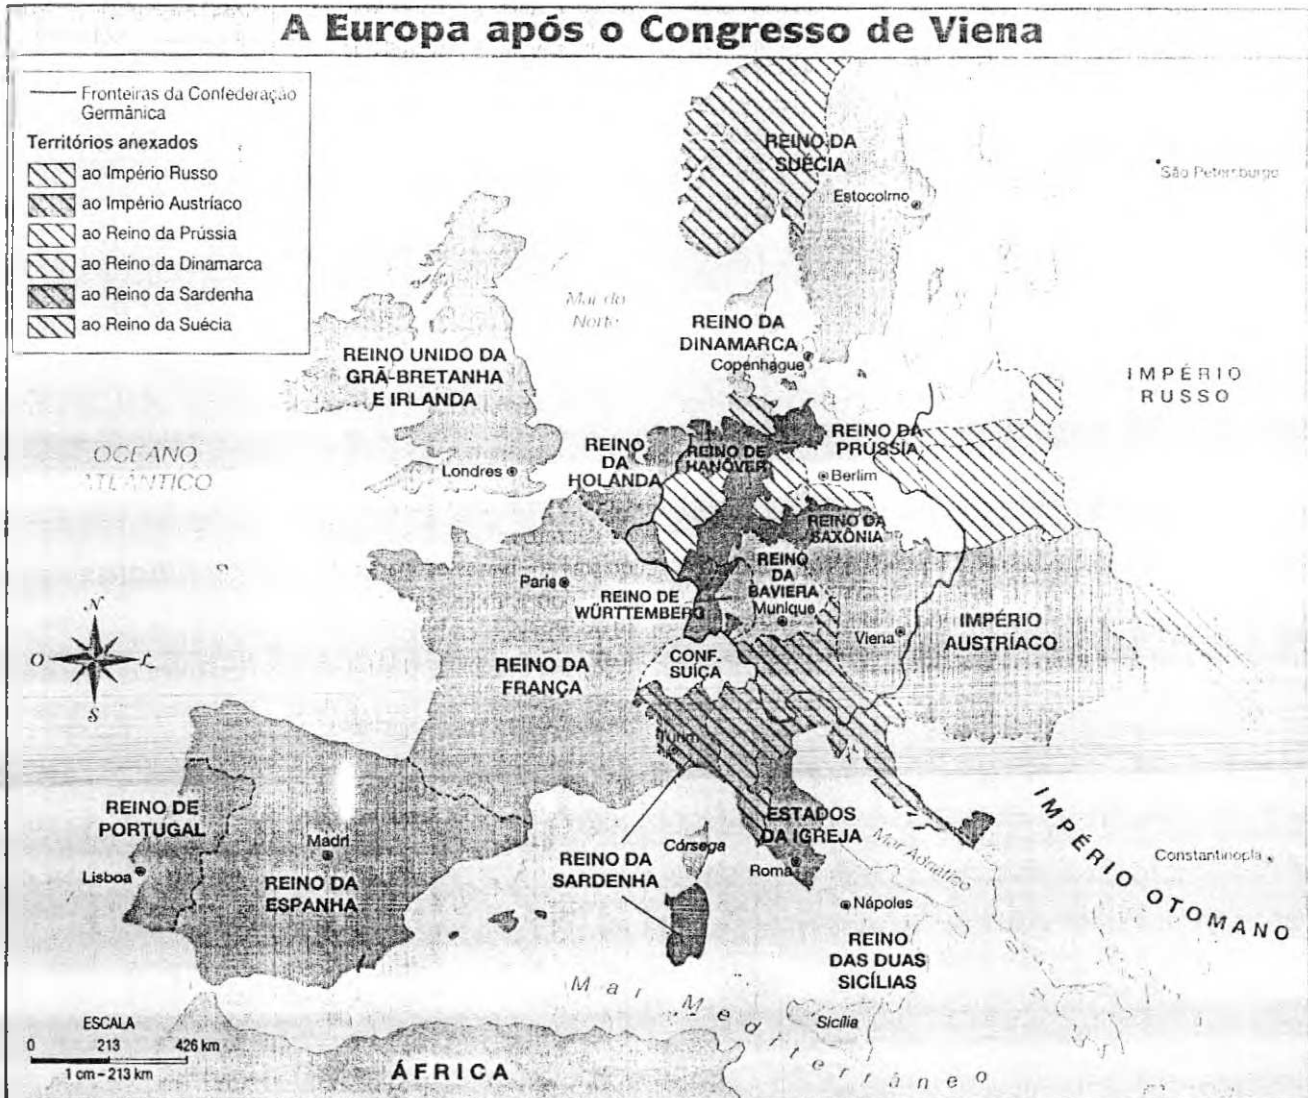 A Europa após o Congresso de Viena
Fronteiras da Confederação
Germânica
Territórios anexados
ao Império Russo
ao Império Austríaco
ao Reino da Prússia
ao Reino da Dinamarca
ao Reino da Sardenha
ao Reino da Suécia
REINO DA
SUÉCIA
Estocolmo
São Petersburgo
Mar do
Norte
REINO DA
DINAMARCA
Copenhague
REINO UNIDO DA
GRÃ-BRETANHA
E IRLANDA
Londres
IMPÉRIO
RUSSO
OCEANO
ATLÂNTICO
REINO
DA
HOLANDA
REINO DE
HANÔVER
REINO DA
PRÚSSIA
Berlim
REINO DA
SAXÔNIA
Paris
REINO DE
WÜRTTEMBERG
REINO
DA
BAVIERA
Munique
Viena
IMPÉRIO
AUSTRÍACO
N
O
L
S
REINO DA
FRANÇA
CONF.
SUÍÇA
Turim
REINO DE
PORTUGAL
Lisboa
Madri
REINO DA
ESPANHA
REINO DA
SARDENHA
Córsega
ESTADOS
DA IGREJA
Roma
Mar Adriático
IMPÉRIO OTOMANO
Constantinopla
Nápoles
REINO
DAS DUAS
SICÍLIAS
Sicília
Mar Mediterrâneo
ESCALA
0 213 426 km
1 cm – 213 km
ÁFRICA